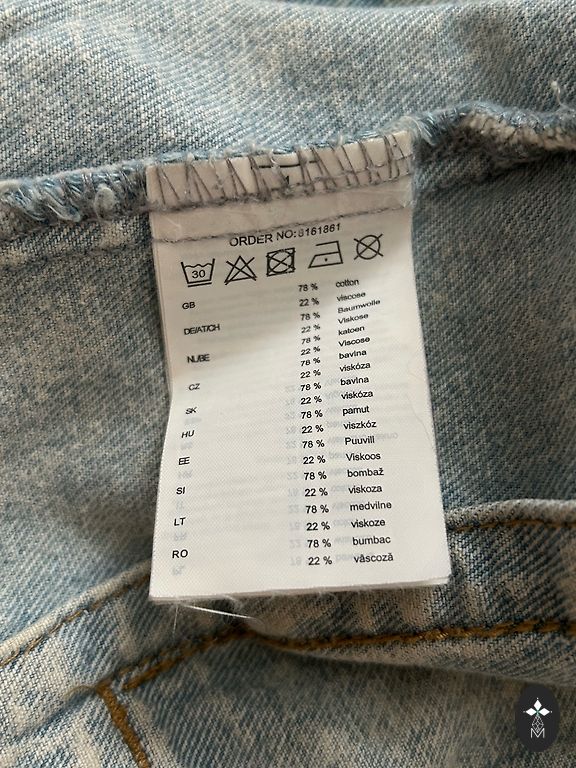 ORDER NO:8161861
30
GB 78 % cotton
22 % viscose
DE/AT/CH 78 % Baumwolle
22 % Viskose
NL/BE 78 % katoen
22 % Viscose
CZ 78 % bavlna
22 % viskóza
SK 78 % bavlna
22 % viskóza
HU 78 % pamut
22 % viszkóz
EE 78 % Puuvill
22 % Viskoos
SI 78 % bombaž
22 % viskoza
LT 78 % medvilne
22 % viskoze
RO 78 % bumbac
22 % vâscoză
M